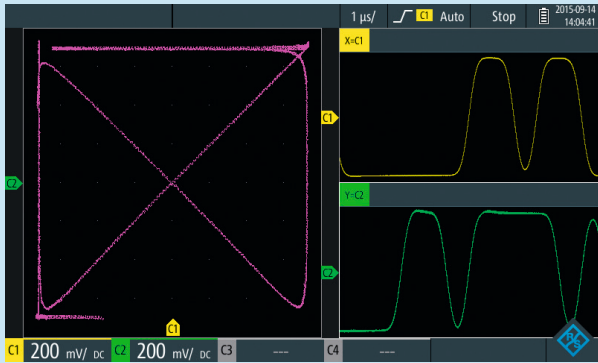 1 µs/ C1 Auto Stop 2015-09-14
14:04:41
X=C1
C1
Y=C2
C2
C2
C1
C1 200 mV/ DC C2 200 mV/ DC C3 --- C4 ---
R&S